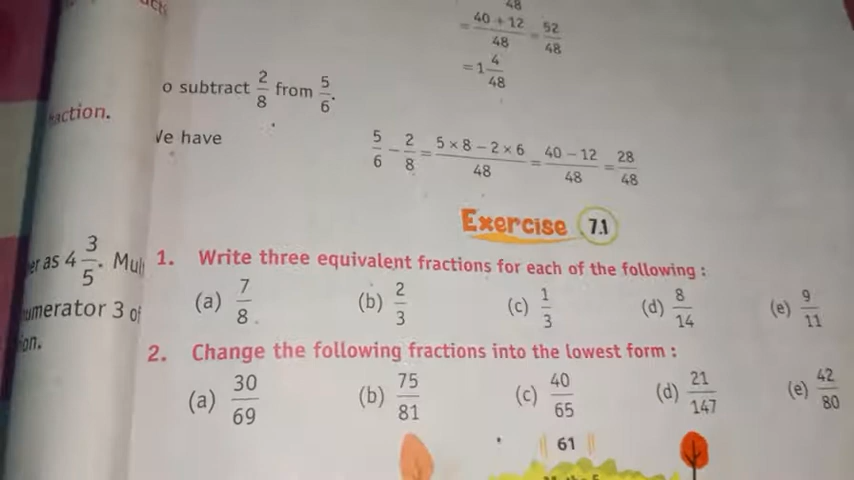 48
= 40 + 12 / 48 = 52 / 48
= 1 4/48
o subtract 2/8 from 5/6.
action.
We have 5/6 − 2/8 = 5 × 8 − 2 × 6 / 48 = 40 − 12 / 48 = 28 / 48
Exercise 7.1
er as 4 3/5. Mul
umerator 3 of
on.
1. Write three equivalent fractions for each of the following :
(a) 7/8 (b) 2/3 (c) 1/3 (d) 8/14 (e) 9/11
2. Change the following fractions into the lowest form :
(a) 30/69 (b) 75/81 (c) 40/65 (d) 21/147 (e) 42/80
61